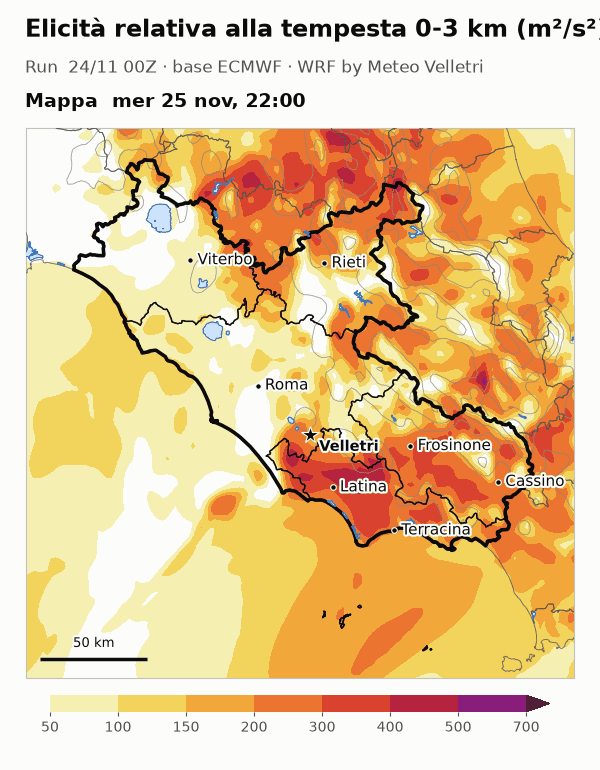 Elicità relativa alla tempesta 0-3 km (m²/s²)
Run 24/11 00Z · base ECMWF · WRF by Meteo Velletri
Mappa mer 25 nov, 22:00
Viterbo
Rieti
Roma
Velletri
Frosinone
Cassino
Latina
Terracina
50 km
50 100 150 200 300 400 500 700